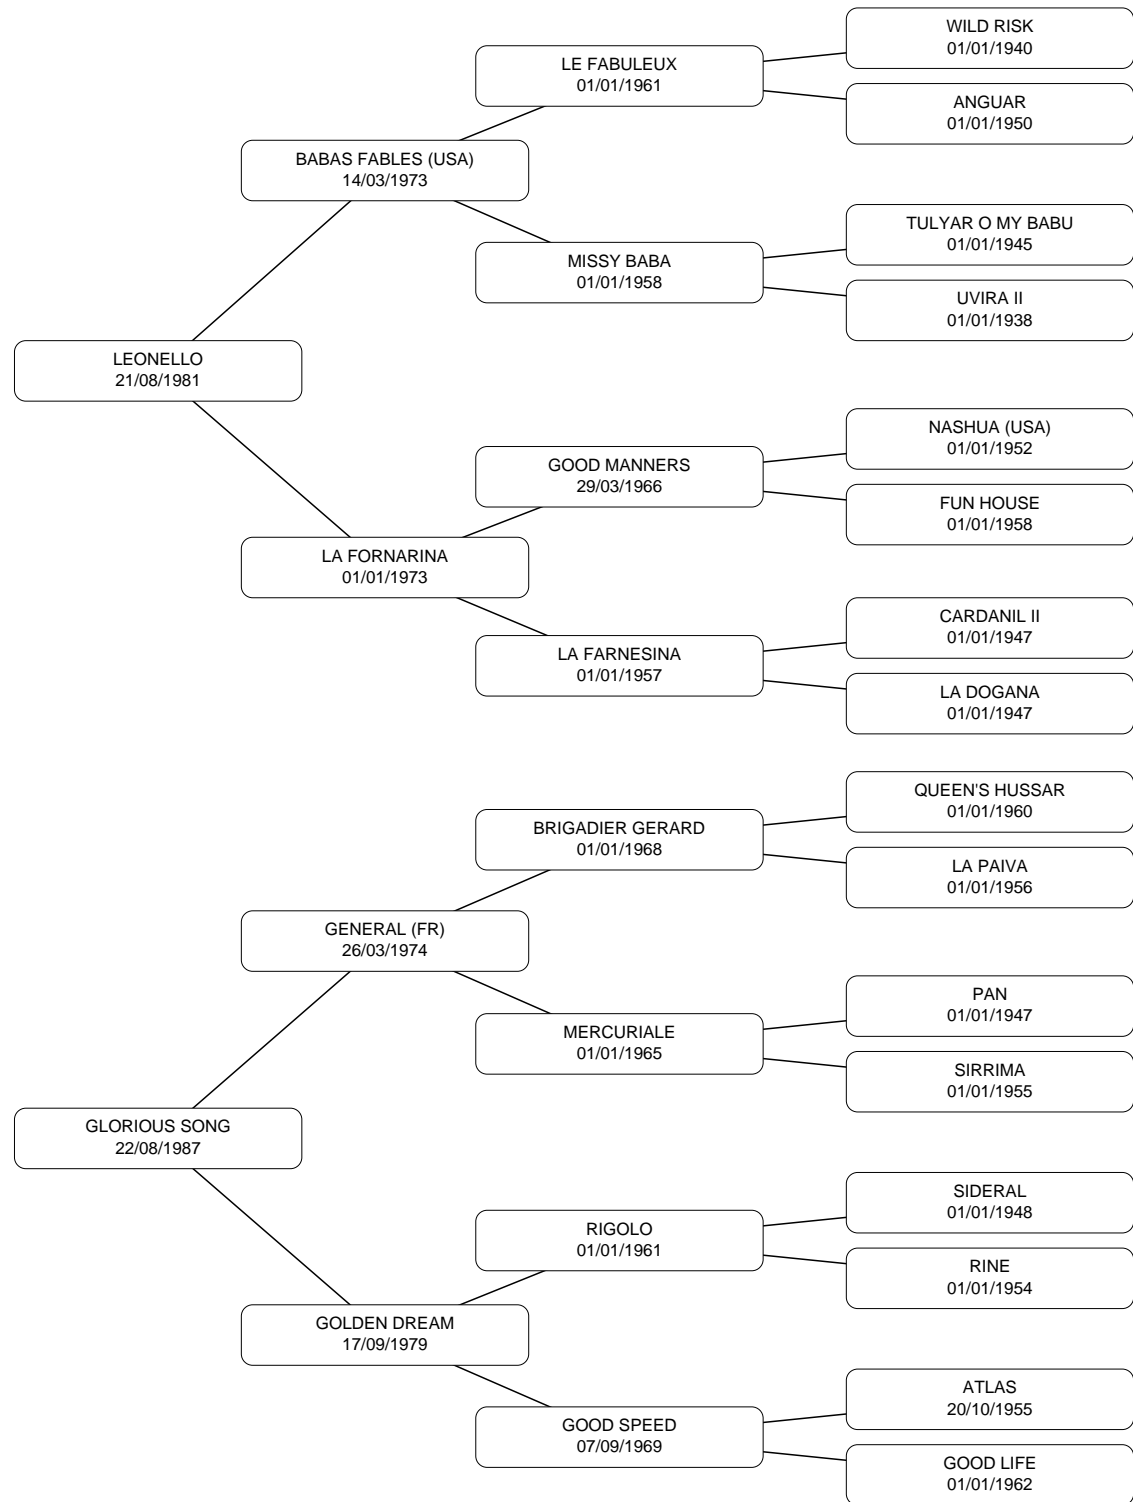 WILD RISK
01/01/1940
LE FABULEUX
01/01/1961
ANGUAR
01/01/1950
BABAS FABLES (USA)
14/03/1973
TULYAR O MY BABU
01/01/1945
MISSY BABA
01/01/1958
UVIRA II
01/01/1938
LEONELLO
21/08/1981
NASHUA (USA)
01/01/1952
GOOD MANNERS
29/03/1966
FUN HOUSE
01/01/1958
LA FORNARINA
01/01/1973
CARDANIL II
01/01/1947
LA FARNESINA
01/01/1957
LA DOGANA
01/01/1947
QUEEN'S HUSSAR
01/01/1960
BRIGADIER GERARD
01/01/1968
LA PAIVA
01/01/1956
GENERAL (FR)
26/03/1974
PAN
01/01/1947
MERCURIALE
01/01/1965
SIRRIMA
01/01/1955
GLORIOUS SONG
22/08/1987
SIDERAL
01/01/1948
RIGOLO
01/01/1961
RINE
01/01/1954
GOLDEN DREAM
17/09/1979
ATLAS
20/10/1955
GOOD SPEED
07/09/1969
GOOD LIFE
01/01/1962